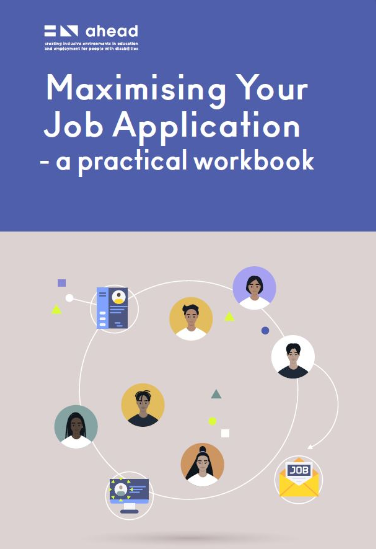 ahead
creating inclusive environments in education
and employment for people with disabilities
Maximising Your
Job Application
- a practical workbook
JOB